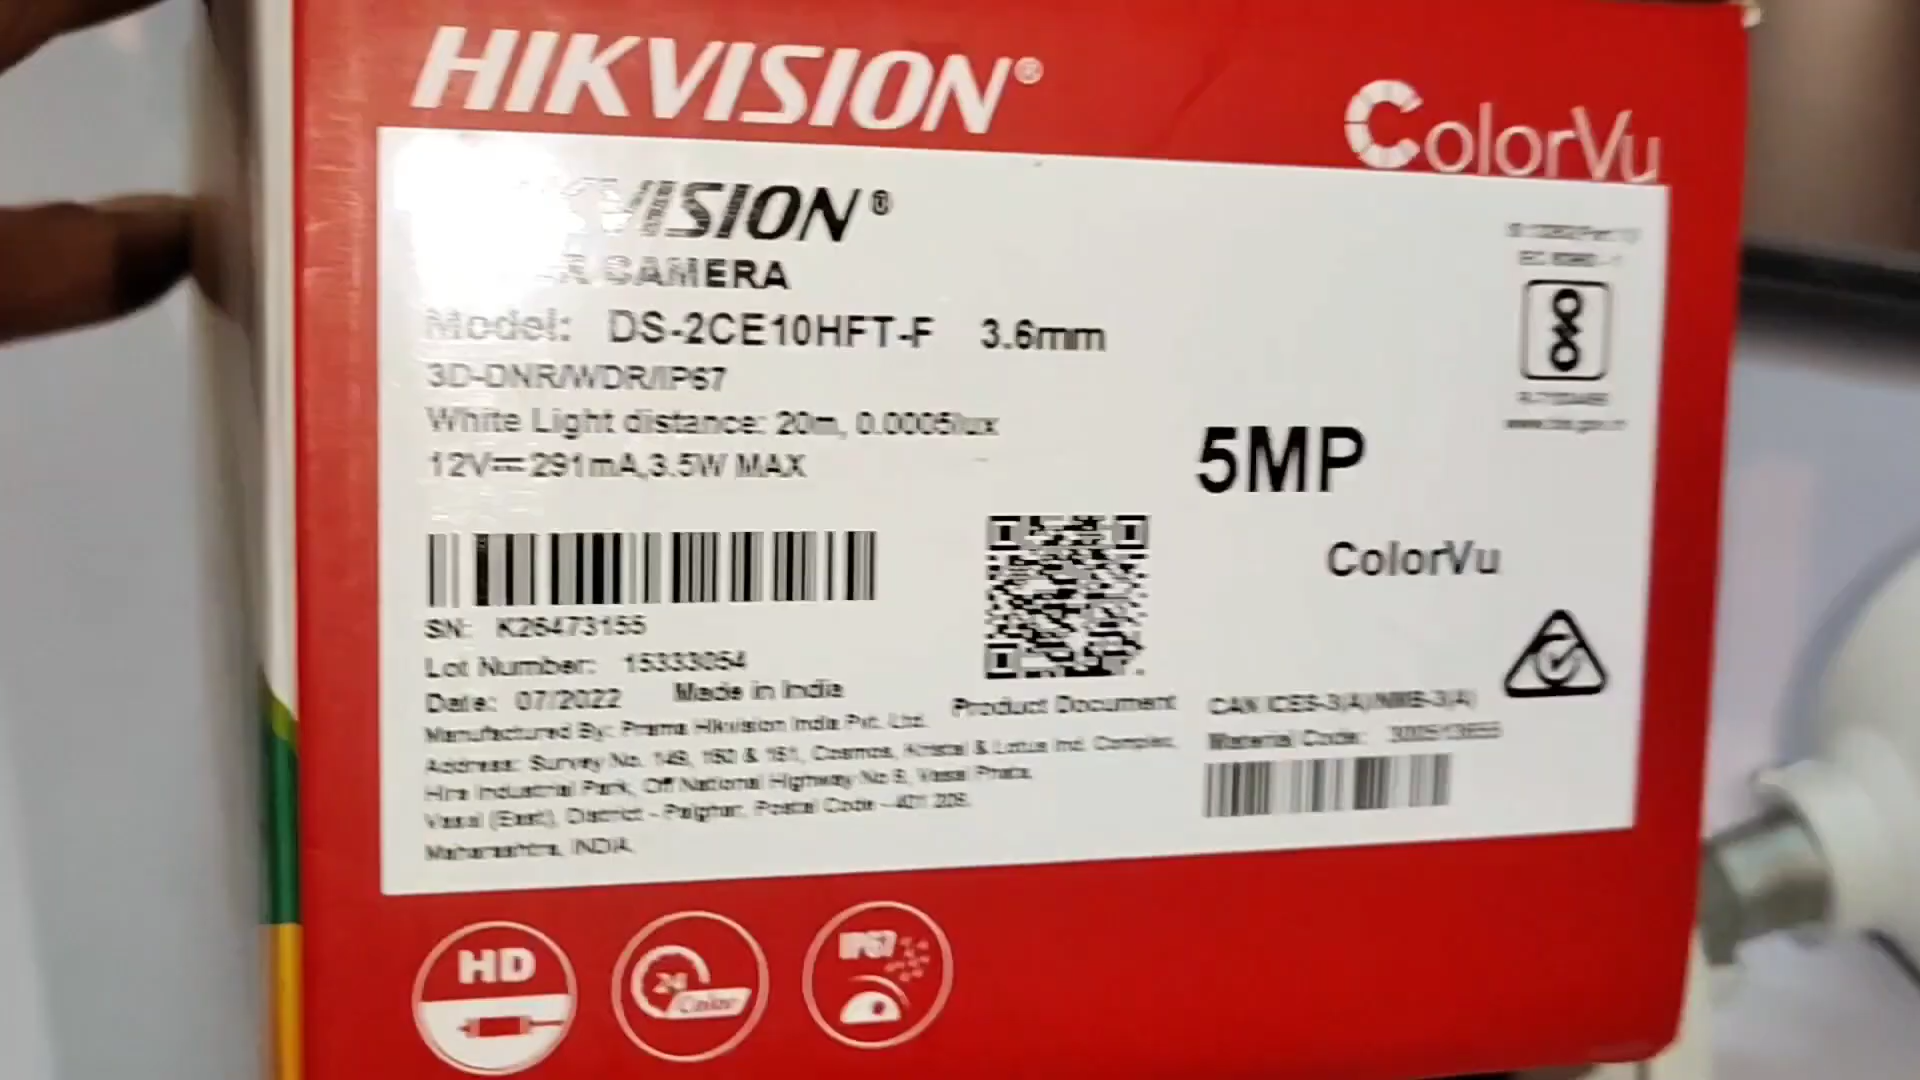 HIKVISION®
ColorVu
HIKVISION®
CAMERA
Model: DS-2CE10HFT-F 3.6mm
3D-DNR/WDR/IP67
White Light distance: 20m, 0.0005lux
12V⎓291mA,3.5W MAX
5MP
ColorVu
SN: K26473155
Lot Number: 15333054
Date: 07/2022 Made in India
Product Document
CAN ICES-3(A)/NMB-3(A)
Manufactured By: Prama Hikvision India Pvt. Ltd.
Material Code:
Address: Survey No. & Cosmos, Kristal & Lotus Ind. Complex,
Hira Industrial Park, Off National Highway No 8, Vasai Phata,
Vasai (East), District - Palghar, Postal Code - 401 208.
Maharashtra, INDIA.
HD
24
Color
IP67